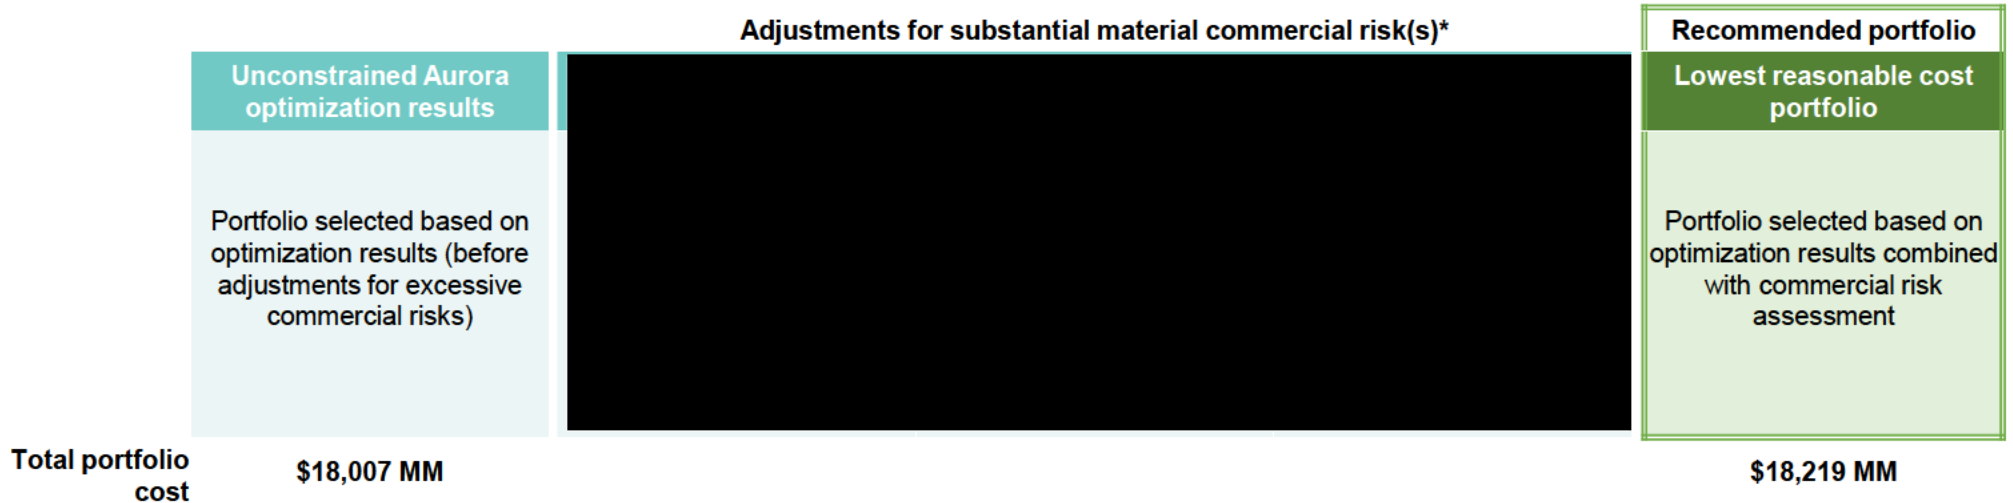 Adjustments for substantial material commercial risk(s)*
Recommended portfolio
Unconstrained Aurora
optimization results
Lowest reasonable cost
portfolio
Portfolio selected based on
optimization results (before
adjustments for excessive
commercial risks)
Portfolio selected based on
optimization results combined
with commercial risk
assessment
Total portfolio
cost
$18,007 MM
$18,219 MM